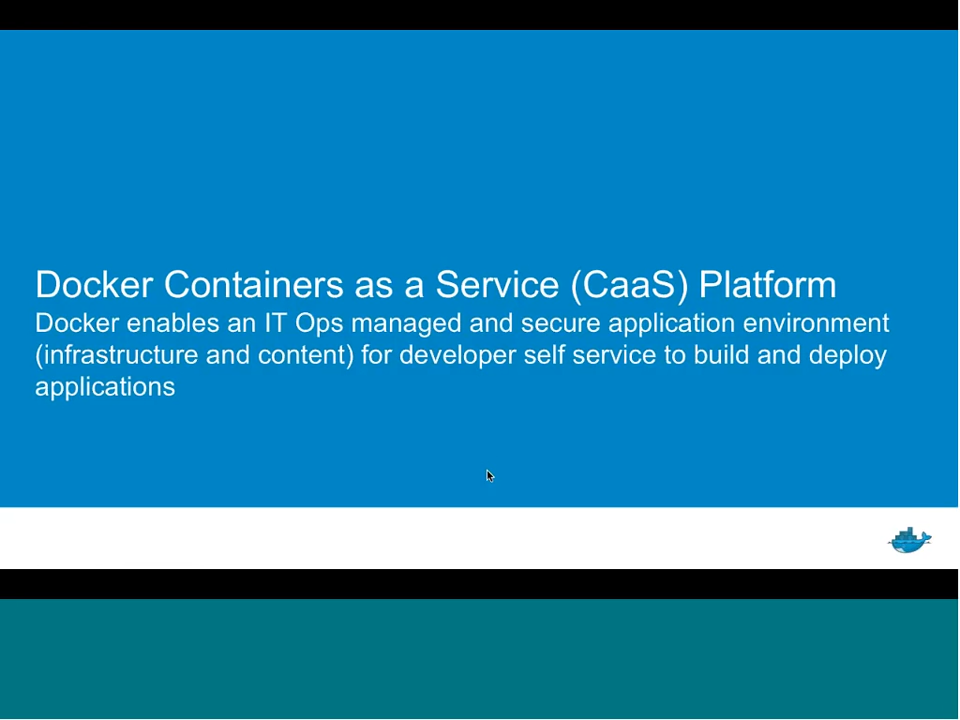 Docker Containers as a Service (CaaS) Platform
Docker enables an IT Ops managed and secure application environment
(infrastructure and content) for developer self service to build and deploy
applications